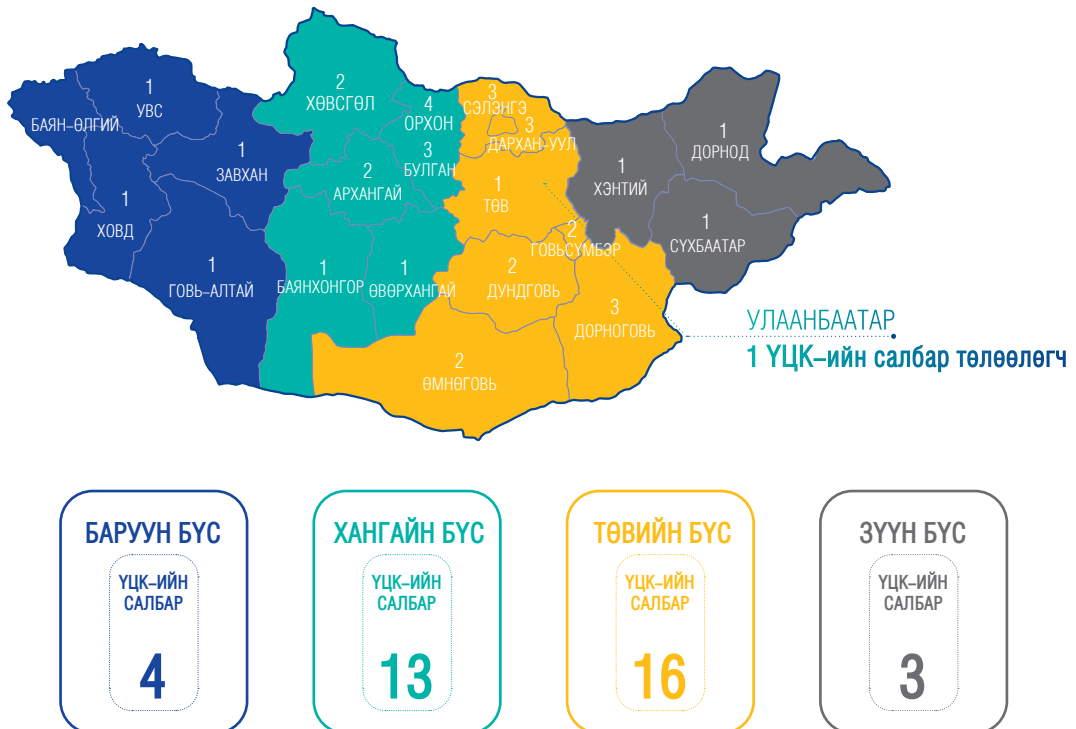 1
УВС
БАЯН-ӨЛГИЙ
1
ЗАВХАН
1
ХОВД
1
ГОВЬ-АЛТАЙ
2
ХӨВСГӨЛ
4
ОРХОН
3
БУЛГАН
2
АРХАНГАЙ
1
БАЯНХОНГОР
1
ӨВӨРХАНГАЙ
3
СЭЛЭНГЭ
3
ДАРХАН-УУЛ
1
ТӨВ
2
ГОВЬСҮМБЭР
2
ДУНДГОВЬ
3
ДОРНОГОВЬ
2
ӨМНӨГОВЬ
1
ХЭНТИЙ
1
ДОРНОД
1
СҮХБААТАР
УЛААНБААТАР
1 ҮЦК-ийн салбар төлөөлөгч
БАРУУН БҮС
ҮЦК-ИЙН
САЛБАР
4
ХАНГАЙН БҮС
ҮЦК-ИЙН
САЛБАР
13
ТӨВИЙН БҮС
ҮЦК-ИЙН
САЛБАР
16
ЗҮҮН БҮС
ҮЦК-ИЙН
САЛБАР
3